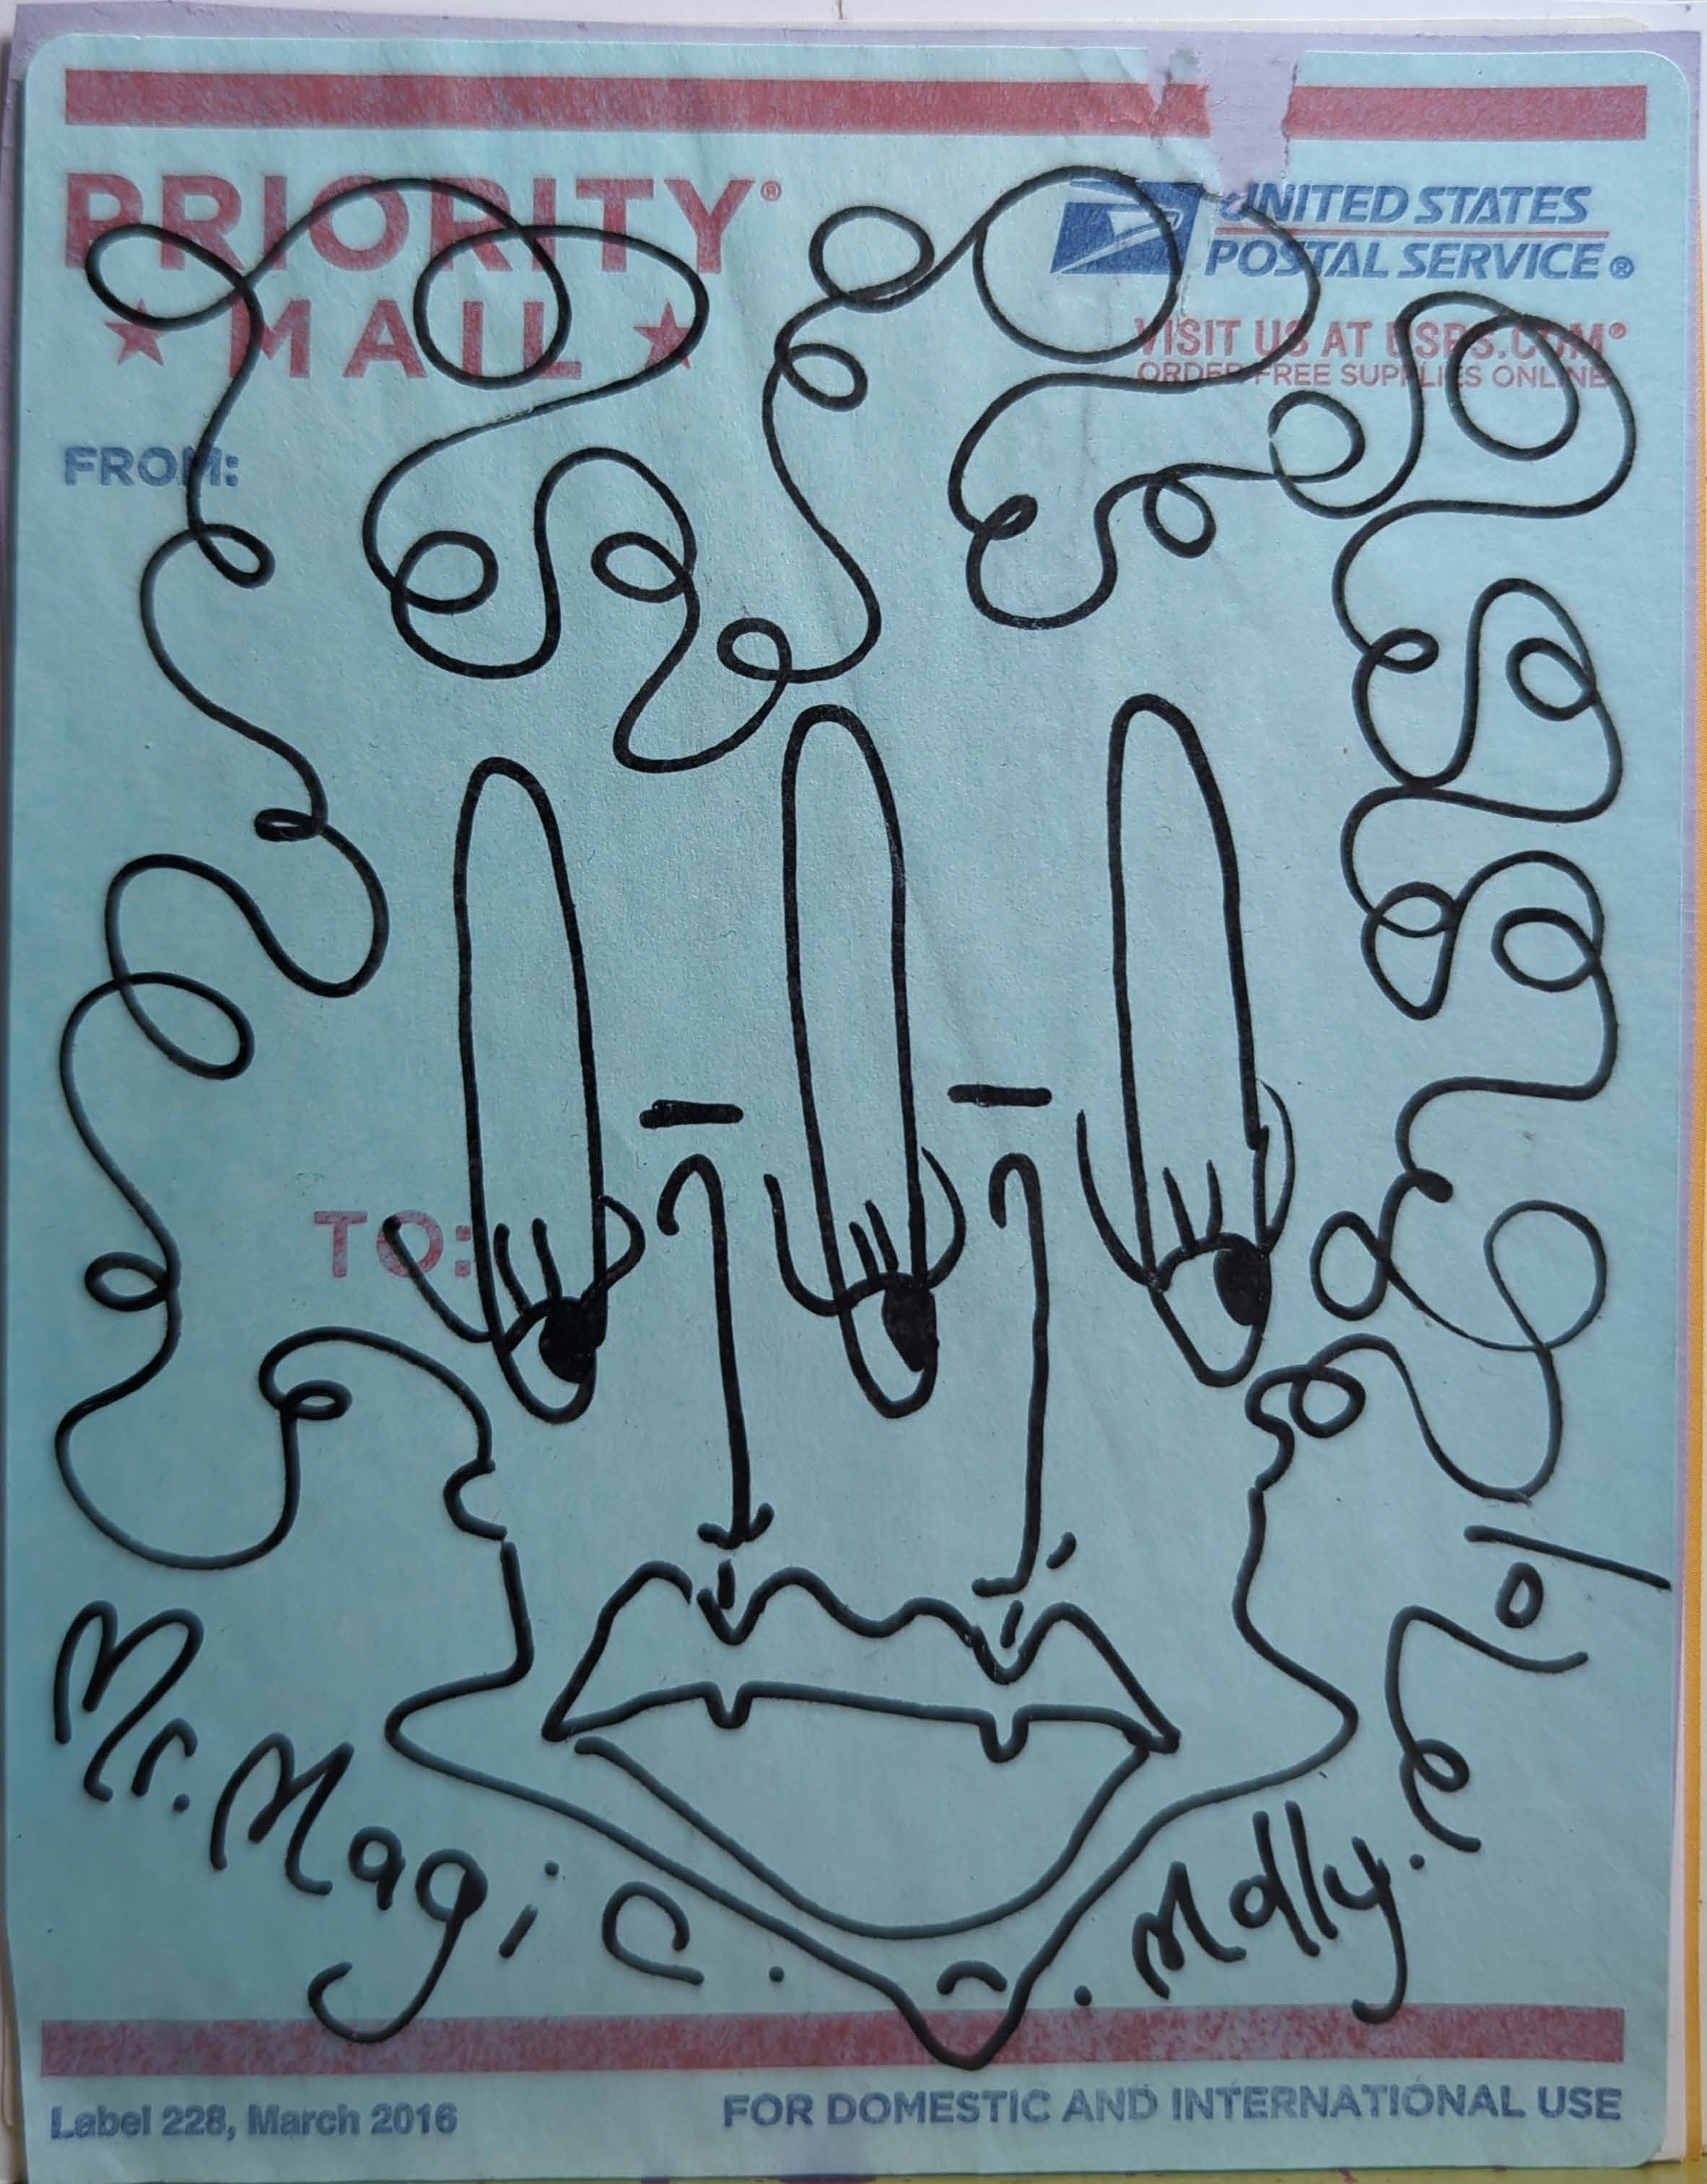 PRIORITY®
★ MAIL ★
UNITED STATES
POSTAL SERVICE®
VISIT US AT USPS.COM®
ORDER FREE SUPPLIES ONLINE
FROM:
TO:
Mr. Magic. . Molly.
Label 228, March 2016
FOR DOMESTIC AND INTERNATIONAL USE